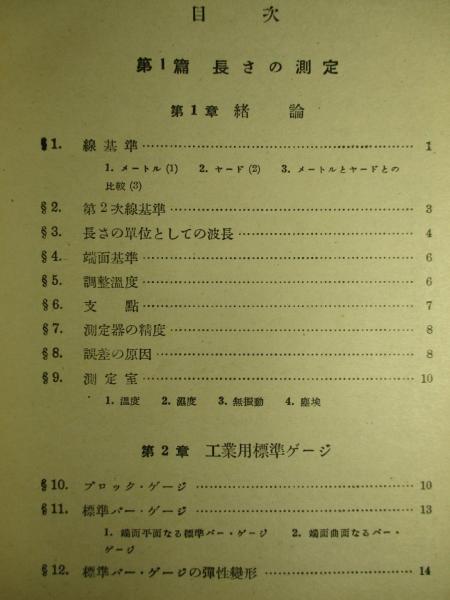 目次
第1篇 長さの測定
第1章 緒論
§1. 線基準 1
1. メートル (1) 2. ヤード (2) 3. メートルとヤードとの
比較 (3)
§2. 第2次線基準 3
§3. 長さの單位としての波長 4
§4. 端面基準 6
§5. 調整溫度 6
§6. 支點 7
§7. 測定器の精度 8
§8. 誤差の原因 8
§9. 測定室 10
1. 溫度 2. 濕度 3. 無振動 4. 塵埃
第2章 工業用標準ゲージ
§10. ブロック・ゲージ 10
§11. 標準バー・ゲージ 13
1. 端面平面なる標準バー・ゲージ 2. 端面曲面なるバー・
ゲージ
§12. 標準バー・ゲージの彈性變形 14